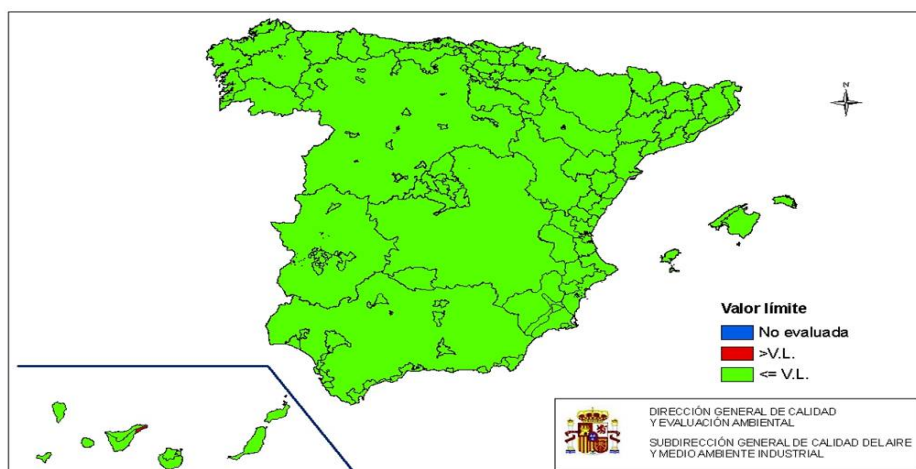 N
Valor límite
No evaluada
>V.L.
<= V.L.
DIRECCIÓN GENERAL DE CALIDAD
Y EVALUACIÓN AMBIENTAL
SUBDIRECCIÓN GENERAL DE CALIDAD DEL AIRE
Y MEDIO AMBIENTE INDUSTRIAL